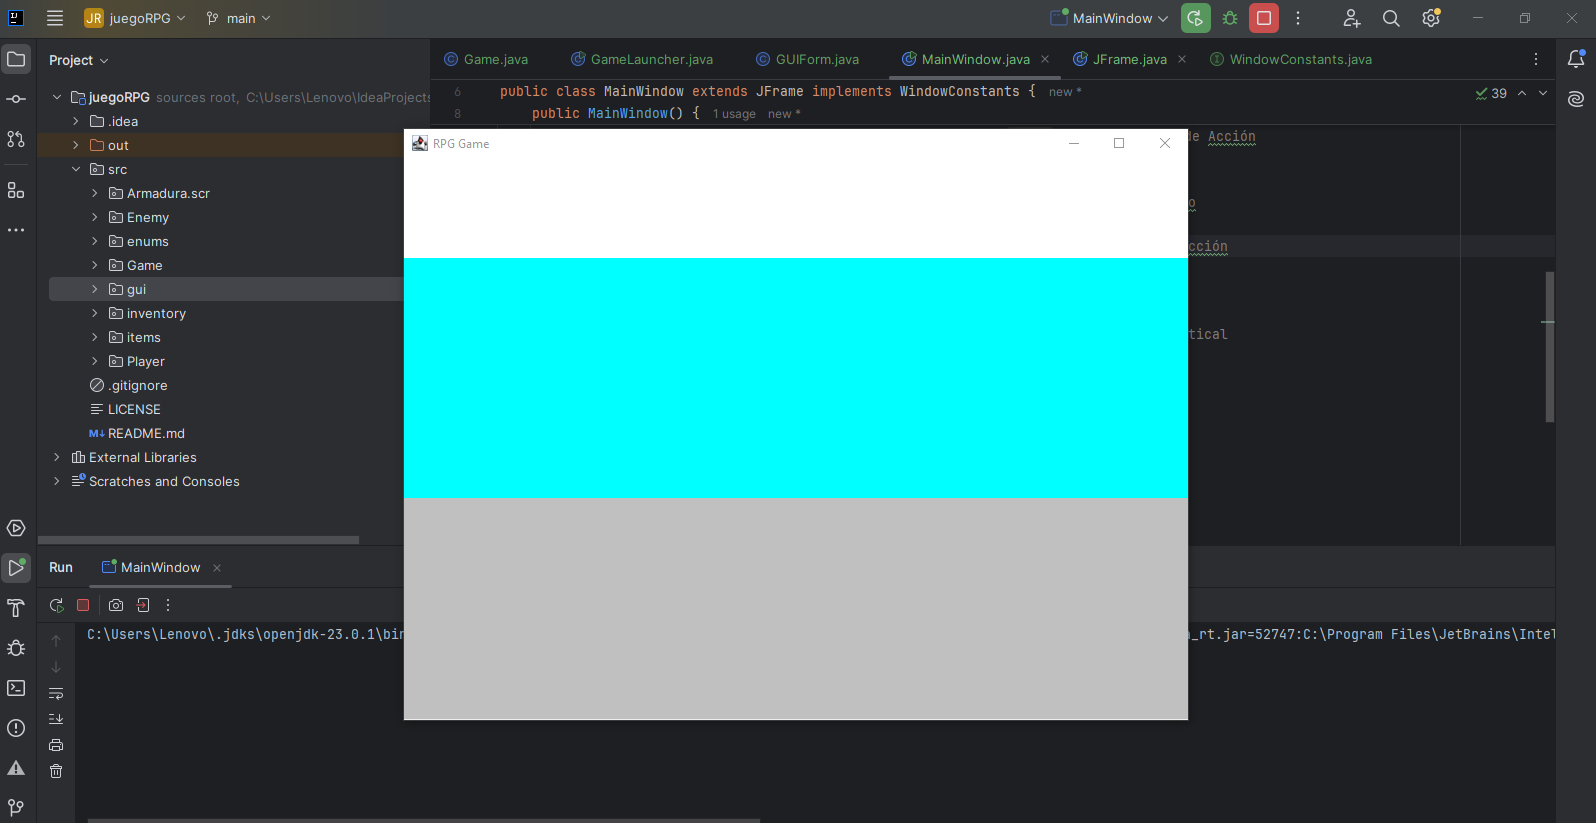 JR juegoRPG main MainWindow
Project
Game.java GameLauncher.java GUIForm.java MainWindow.java JFrame.java WindowConstants.java
juegoRPG sources root, C:\Users\Lenovo\IdeaProjects
.idea
out
src
Armadura.scr
Enemy
enums
Game
gui
inventory
items
Player
.gitignore
LICENSE
README.md
External Libraries
Scratches and Consoles
6 public class MainWindow extends JFrame implements WindowConstants { new *
39
8 public MainWindow() { 1 usage new *
de Acción
o
cción
tical
RPG Game
Run MainWindow
C:\Users\Lenovo\.jdks\openjdk-23.0.1\bin
_rt.jar=52747:C:\Program Files\JetBrains\Intel